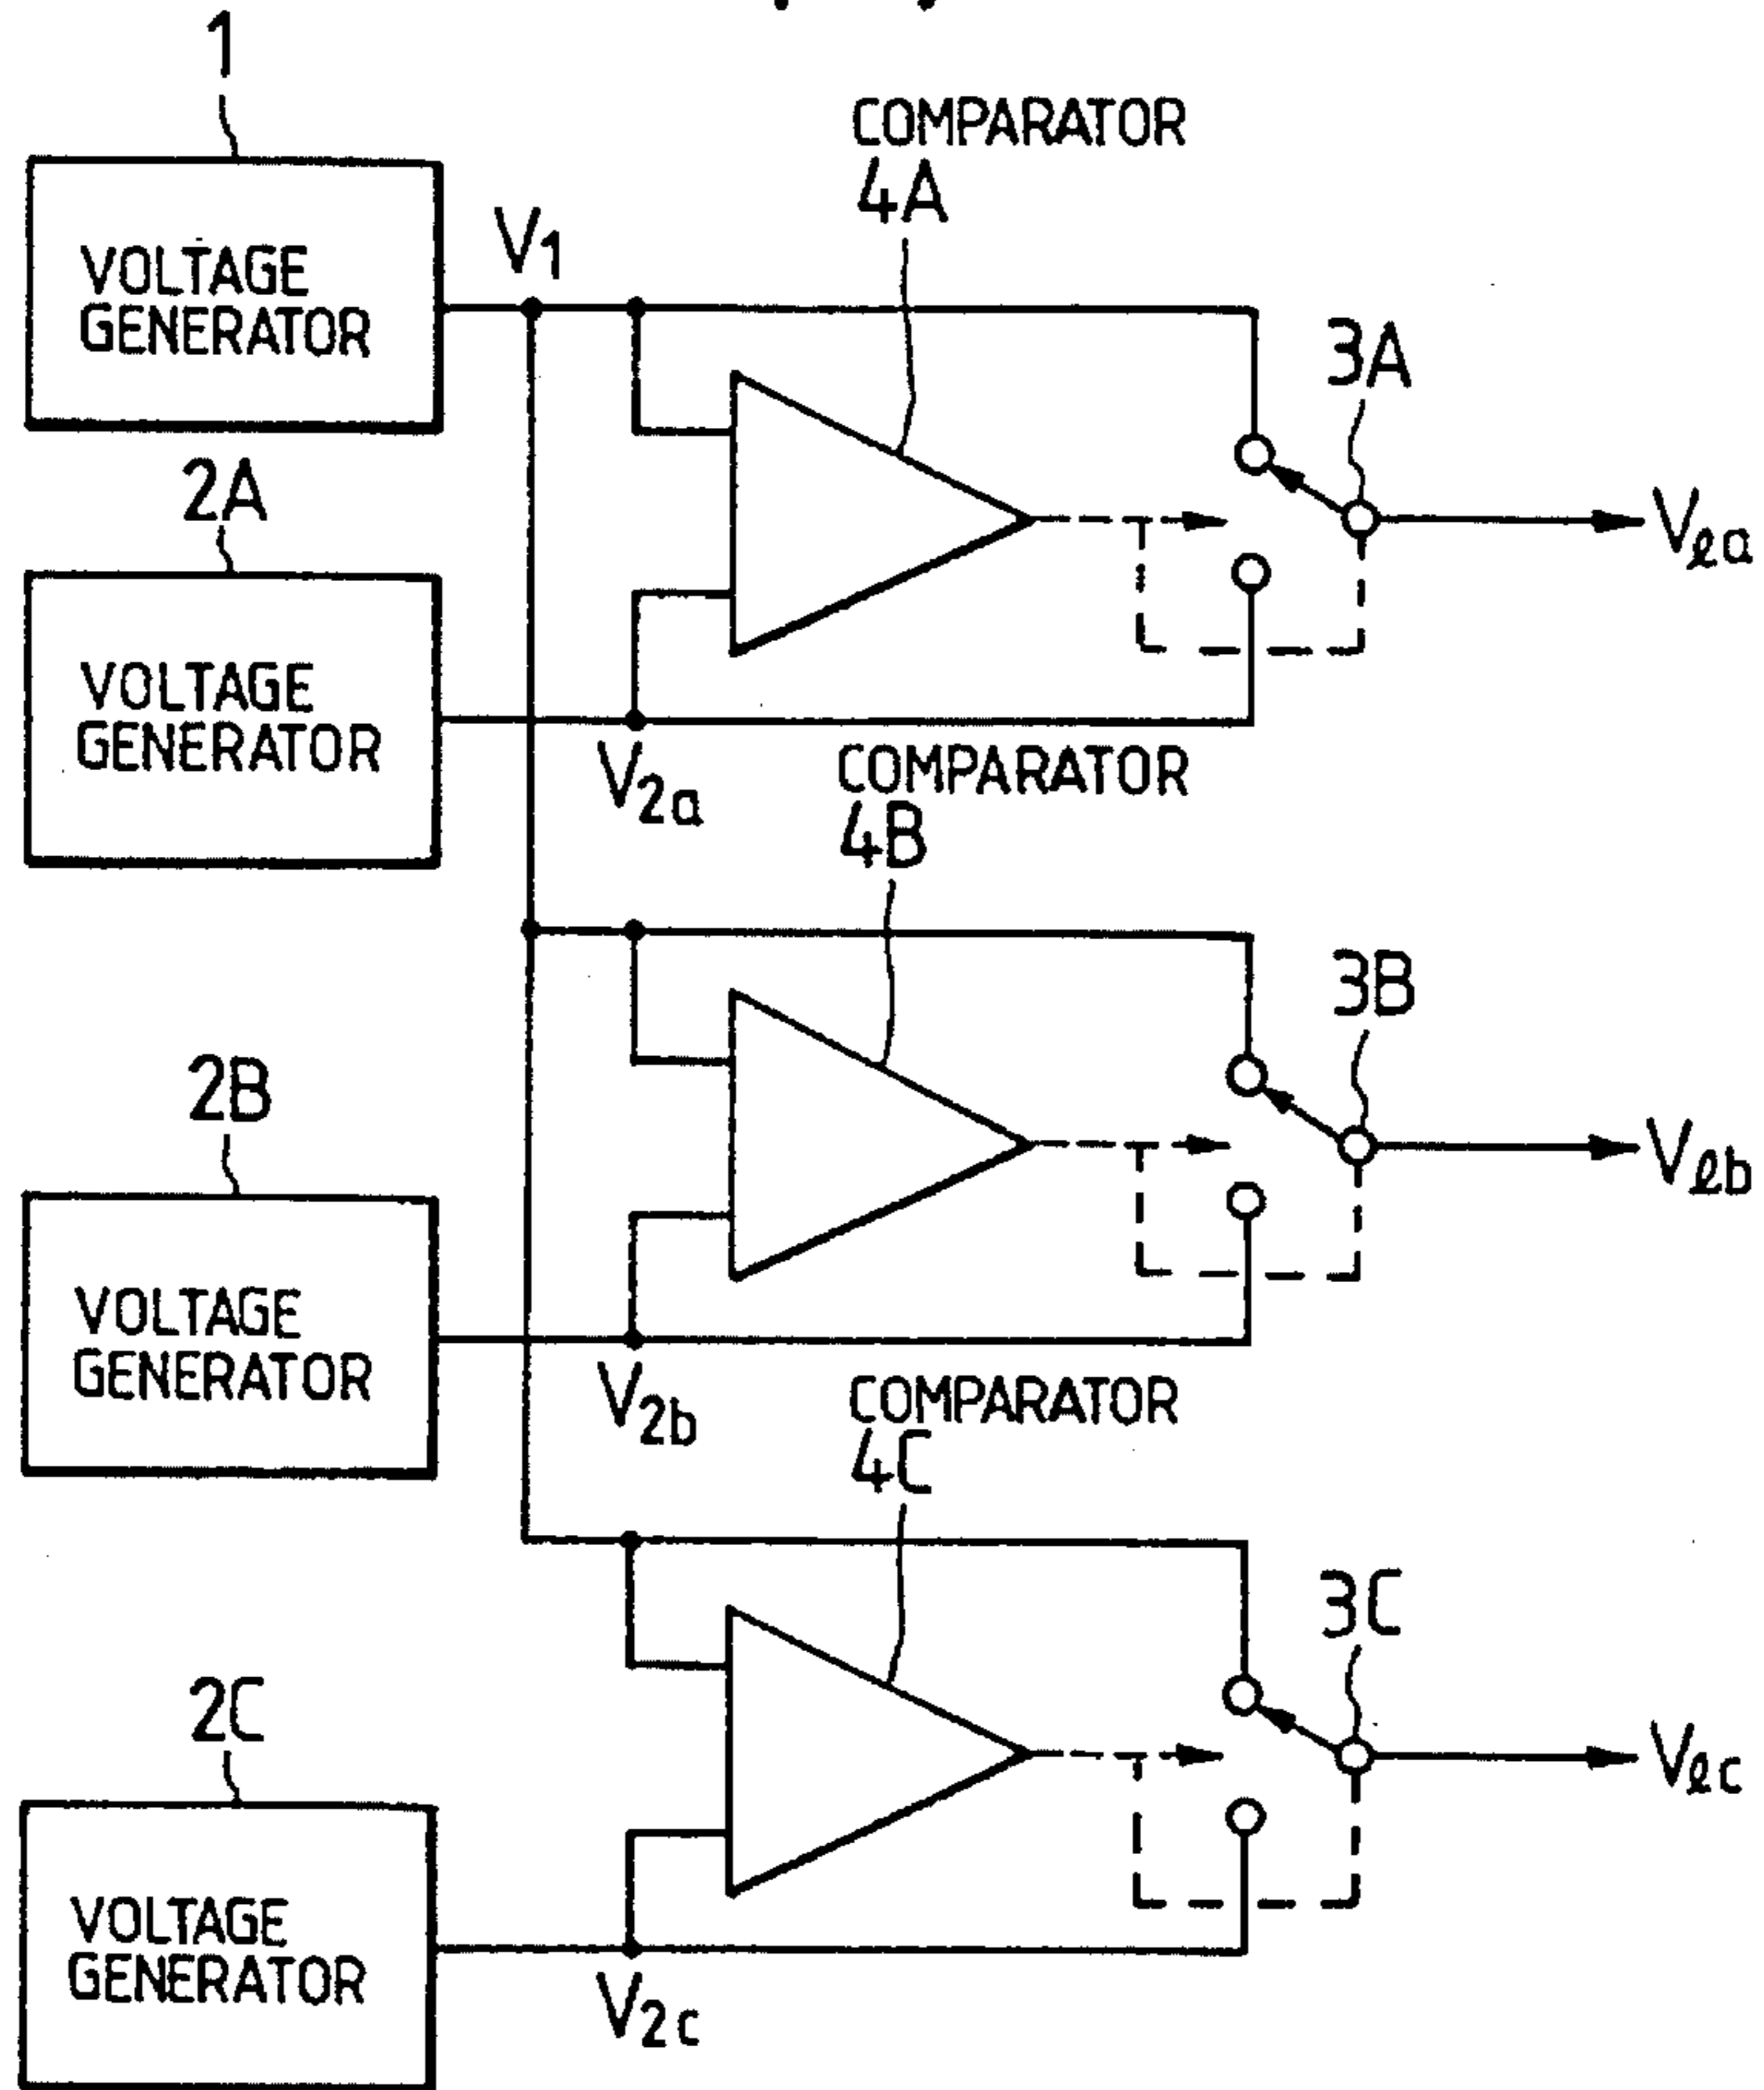 1
COMPARATOR
4A
VOLTAGE
GENERATOR
V1
3A
Vℓa
2A
VOLTAGE
GENERATOR
V2a
COMPARATOR
4B
3B
Vℓb
2B
VOLTAGE
GENERATOR
V2b
COMPARATOR
4C
3C
Vℓc
2C
VOLTAGE
GENERATOR
V2c